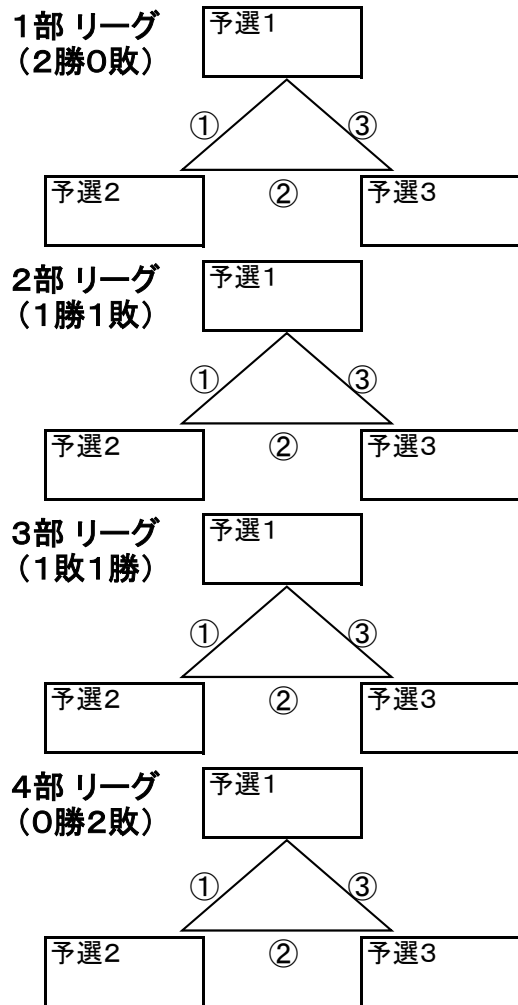 1部 リーグ
（2勝0敗）
予選1
①
③
予選2
②
予選3
2部 リーグ
（1勝1敗）
予選1
①
③
予選2
②
予選3
3部 リーグ
（1敗1勝）
予選1
①
③
予選2
②
予選3
4部 リーグ
（0勝2敗）
予選1
①
③
予選2
②
予選3